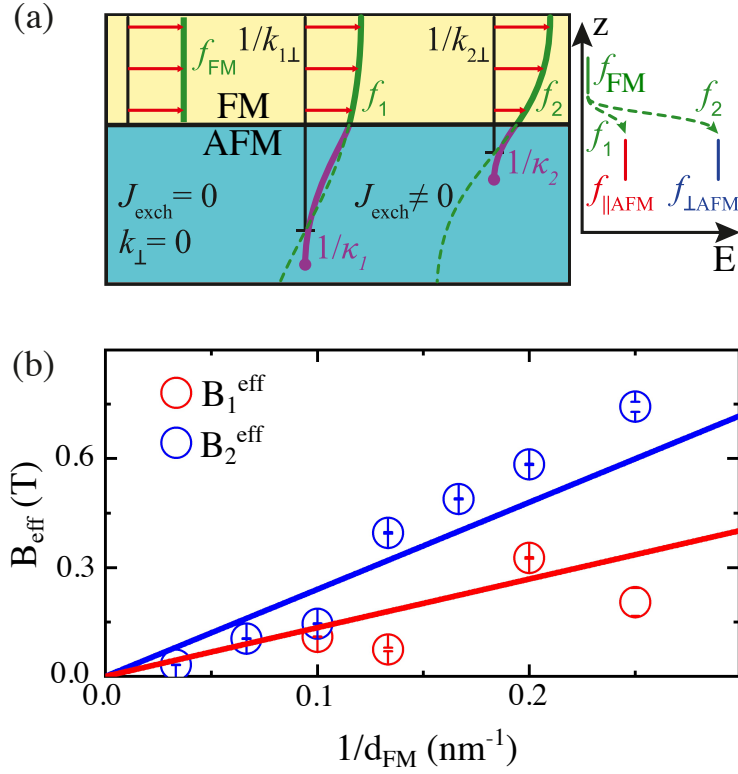 (a)
f_FM
1/k_1⊥
f_1
1/k_2⊥
f_2
FM
AFM
J_exch = 0
k_⊥ = 0
J_exch ≠ 0
1/κ_1
1/κ_2
z
f_FM
f_1
f_2
f_∥AFM
f_⊥AFM
E
(b)
B_1^eff
B_2^eff
B_eff (T)
0.6
0.3
0.0
0.0
0.1
0.2
1/d_FM (nm^-1)